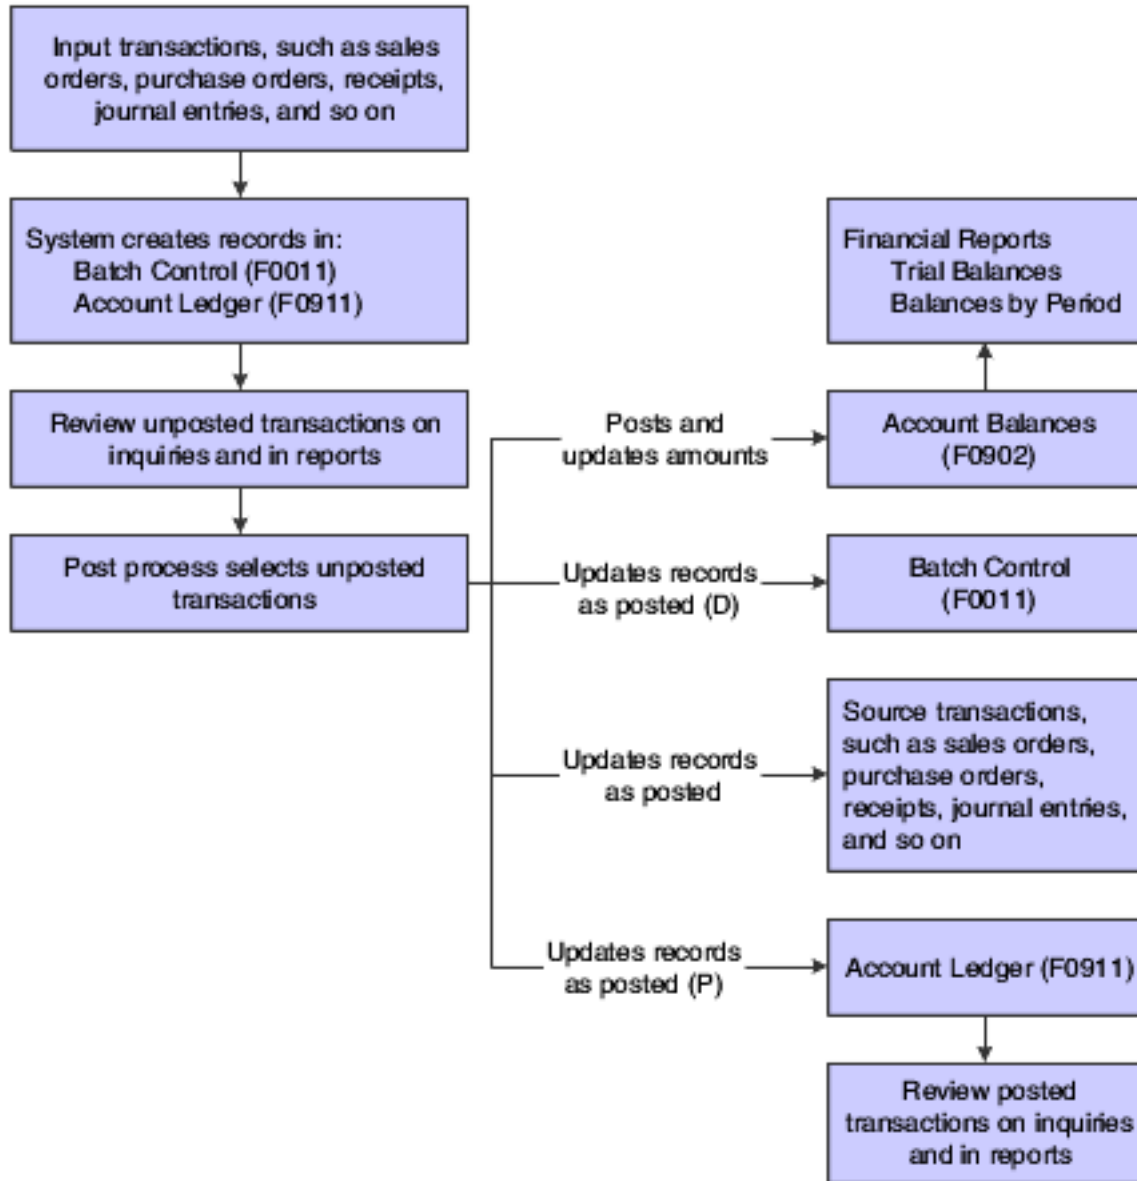 Input transactions, such as sales
orders, purchase orders, receipts,
journal entries, and so on
System creates records in:
Batch Control (F0011)
Account Ledger (F0911)
Review unposted transactions on
inquiries and in reports
Post process selects unposted
transactions
Posts and
updates amounts
Updates records
as posted (D)
Updates records
as posted
Updates records
as posted (P)
Financial Reports
Trial Balances
Balances by Period
Account Balances
(F0902)
Batch Control
(F0011)
Source transactions,
such as sales orders,
purchase orders,
receipts, journal entries,
and so on
Account Ledger (F0911)
Review posted
transactions on inquiries
and in reports